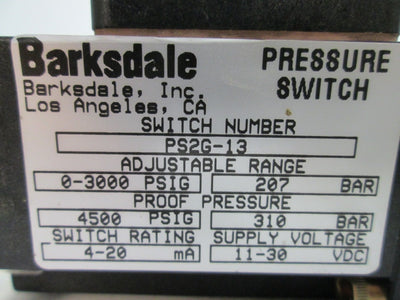 Barksdale PRESSURE
Barksdale, Inc. SWITCH
Los Angeles, CA
SWITCH NUMBER
PS2G-13
ADJUSTABLE RANGE
0-3000 PSIG 207 BAR
PROOF PRESSURE
4500 PSIG 310 BAR
SWITCH RATING SUPPLY VOLTAGE
4-20 mA 11-30 VDC